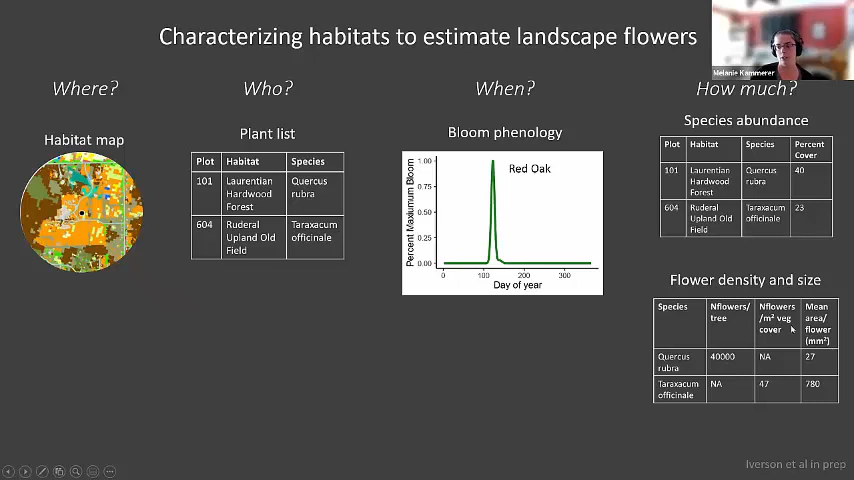 Characterizing habitats to estimate landscape flowers
Melanie Kammerer
Where?
Who?
When?
How much?
Habitat map
Plant list
Plot Habitat Species
101 Laurentian Hardwood Forest Quercus rubra
604 Ruderal Upland Old Field Taraxacum officinale
Bloom phenology
Red Oak
Percent Maxiumum Bloom
1.00
0.75
0.50
0.25
0.00
0 100 200 300
Day of year
Species abundance
Plot Habitat Species Percent Cover
101 Laurentian Hardwood Forest Quercus rubra 40
604 Ruderal Upland Old Field Taraxacum officinale 23
Flower density and size
Species Nflowers/ tree Nflowers /m² veg cover Mean area/ flower (mm²)
Quercus rubra 40000 NA 27
Taraxacum officinale NA 47 780
Iverson et al in prep